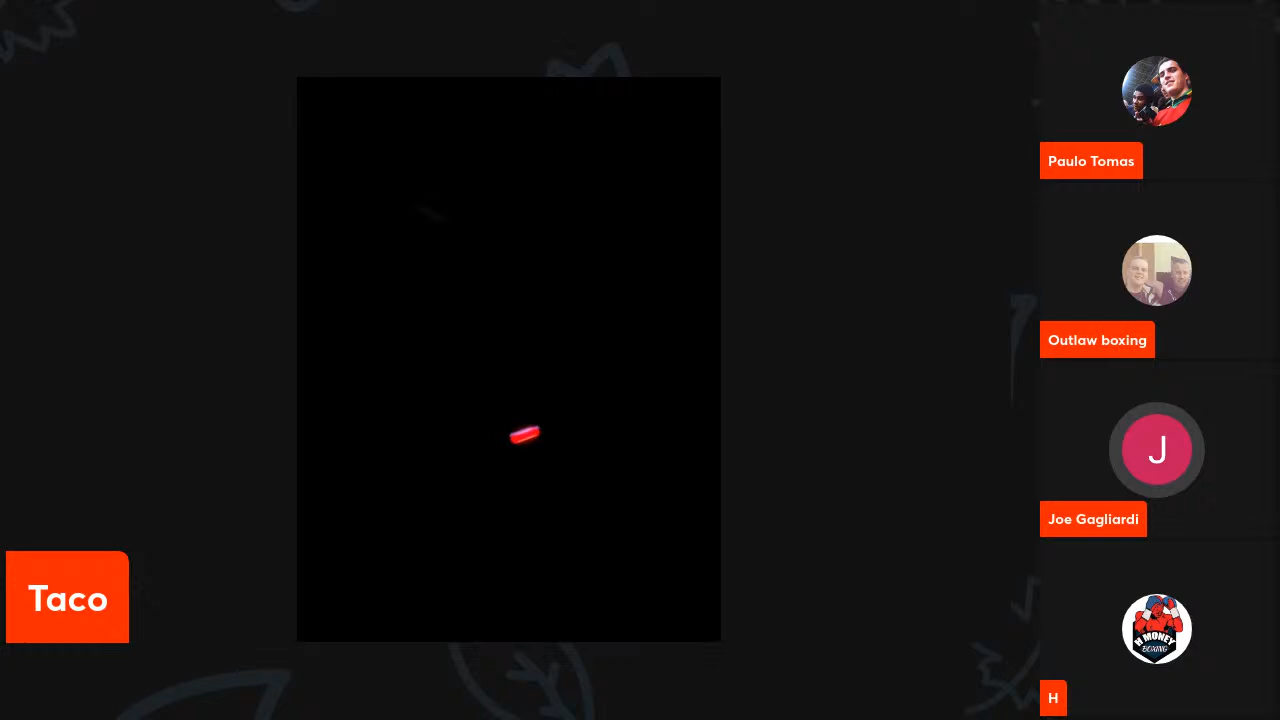 Paulo Tomas
Outlaw boxing
J
Joe Gagliardi
H MONEY
BOXING
H
Taco